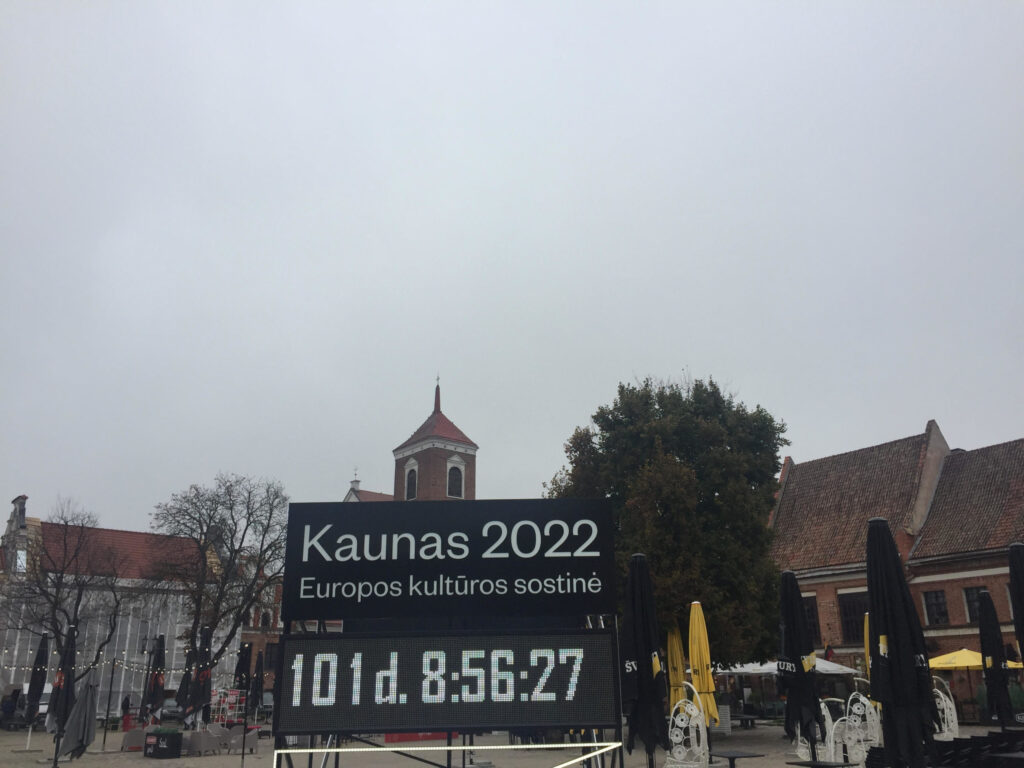 Kaunas 2022
Europos kultūros sostinė
101 d. 8:56:27